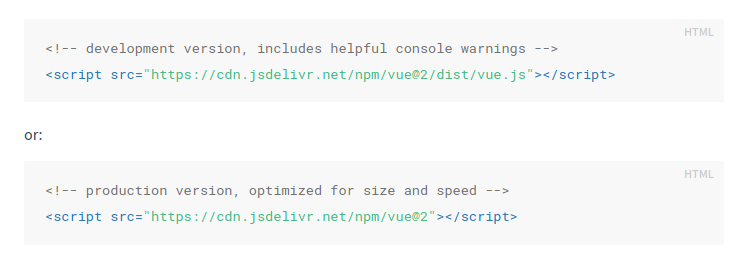 HTML
<!-- development version, includes helpful console warnings -->
<script src="https://cdn.jsdelivr.net/npm/vue@2/dist/vue.js"></script>
or:
HTML
<!-- production version, optimized for size and speed -->
<script src="https://cdn.jsdelivr.net/npm/vue@2"></script>